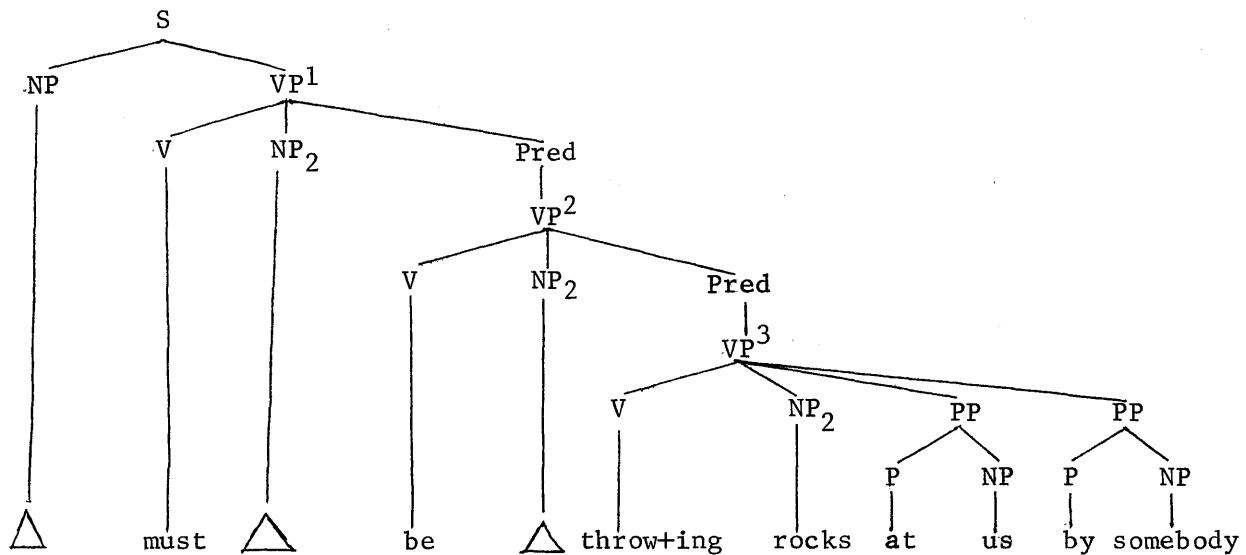 S
NP VP1
V NP2 Pred
VP2
V NP2 Pred
VP3
V NP2 PP PP
P NP P NP
must be throw+ing rocks at us by somebody